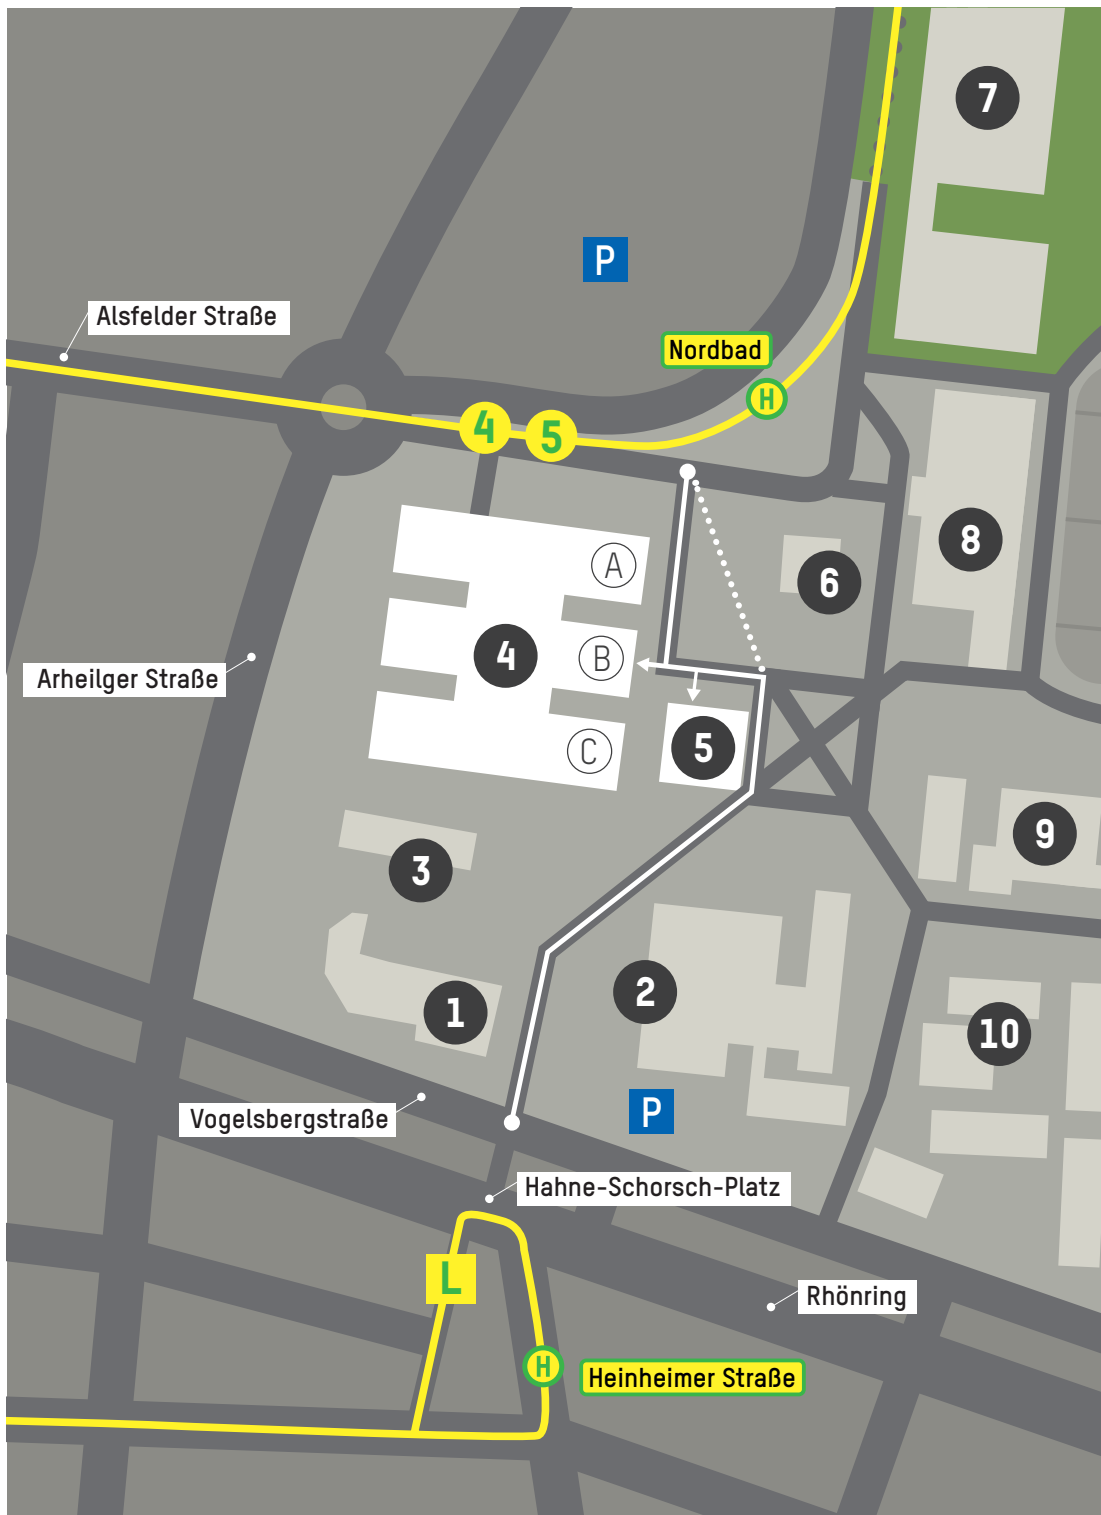 7
P
Alsfelder Straße
Nordbad
H
4
5
8
A
6
B
4
Arheilger Straße
5
C
9
3
2
1
10
P
Vogelsbergstraße
Hahne-Schorsch-Platz
L
Rhönring
H
Heinheimer Straße